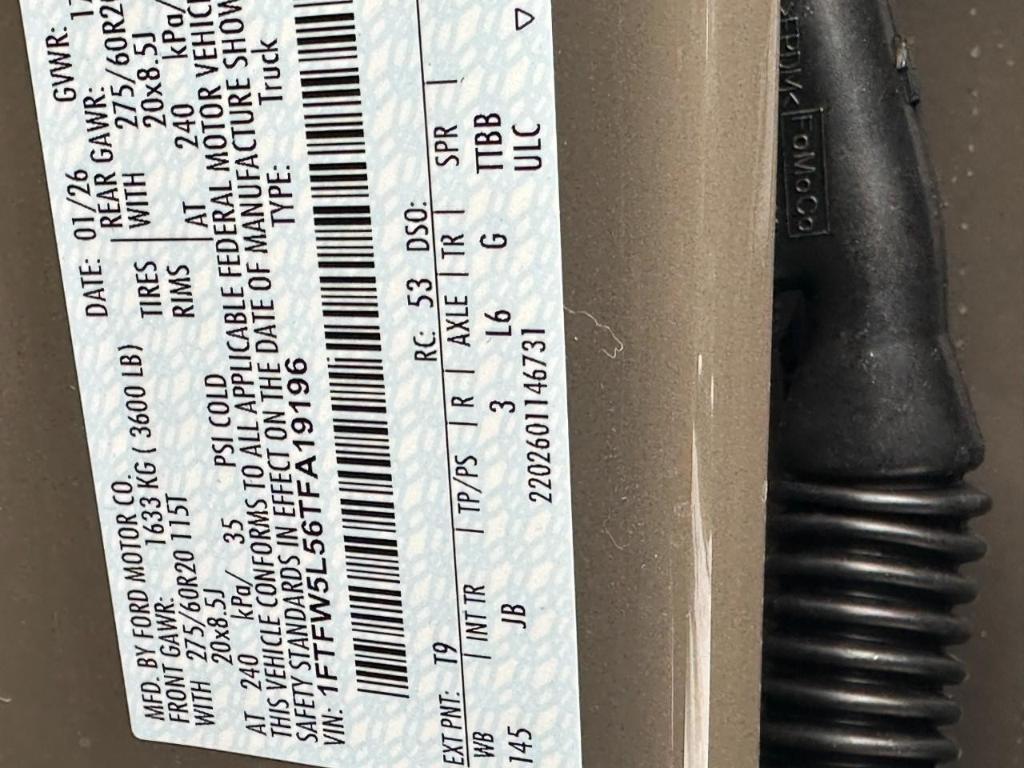 MFD. BY FORD MOTOR CO. DATE: 01/26 GVWR:
FRONT GAWR: 1633 KG ( 3600 LB) REAR GAWR:
WITH 275/60R20 115T TIRES WITH
20x8.5J RIMS 20x8.5J
AT 240 kPa/ 35 PSI COLD AT 240 kPa/
THIS VEHICLE CONFORMS TO ALL APPLICABLE FEDERAL MOTOR
SAFETY STANDARDS IN EFFECT ON THE DATE OF MANUFACTURE
VIN: 1FTFW5L56TFA19196 TYPE: Truck
EXT PNT: T9 RC: 53 DSO:
WB | INT TR | TP/PS | R | AXLE | TR | SPR |
145 JB 3 L6 G TTBB
220260114673​1 ULC
FoMoCo